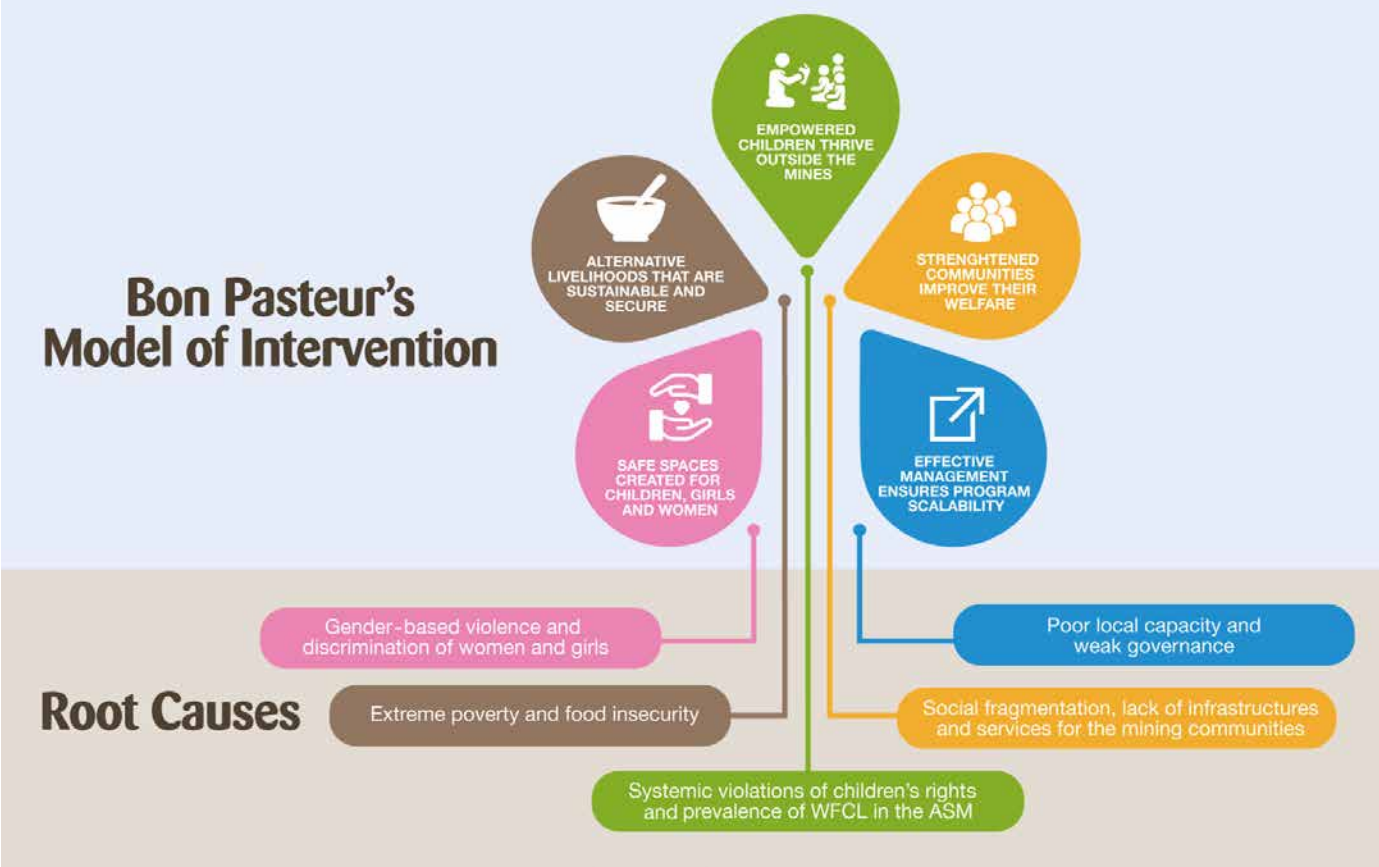 EMPOWERED
CHILDREN THRIVE
OUTSIDE THE
MINES
ALTERNATIVE
LIVELIHOODS THAT ARE
SUSTAINABLE AND
SECURE
STRENGHTENED
COMMUNITIES
IMPROVE THEIR
WELFARE
Bon Pasteur's
Model of Intervention
SAFE SPACES
CREATED FOR
CHILDREN, GIRLS
AND WOMEN
EFFECTIVE
MANAGEMENT
ENSURES PROGRAM
SCALABILITY
Gender-based violence and
discrimination of women and girls
Poor local capacity and
weak governance
Root Causes
Extreme poverty and food insecurity
Social fragmentation, lack of infrastructures
and services for the mining communities
Systemic violations of children's rights
and prevalence of WFCL in the ASM